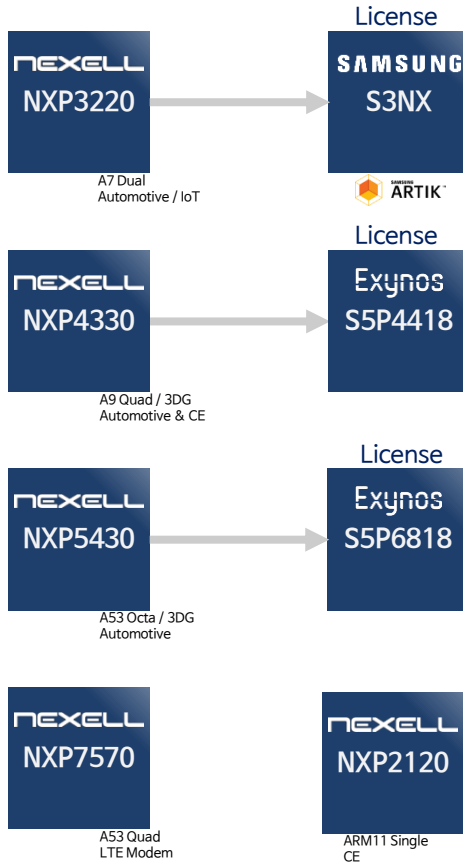 License
NEXELL
NXP3220
SAMSUNG
S3NX
A7 Dual
Automotive / IoT
SAMSUNG
ARTIK™
License
NEXELL
NXP4330
Exynos
S5P4418
A9 Quad / 3DG
Automotive & CE
License
NEXELL
NXP5430
Exynos
S5P6818
A53 Octa / 3DG
Automotive
NEXELL
NXP7570
NEXELL
NXP2120
A53 Quad
LTE Modem
ARM11 Single
CE